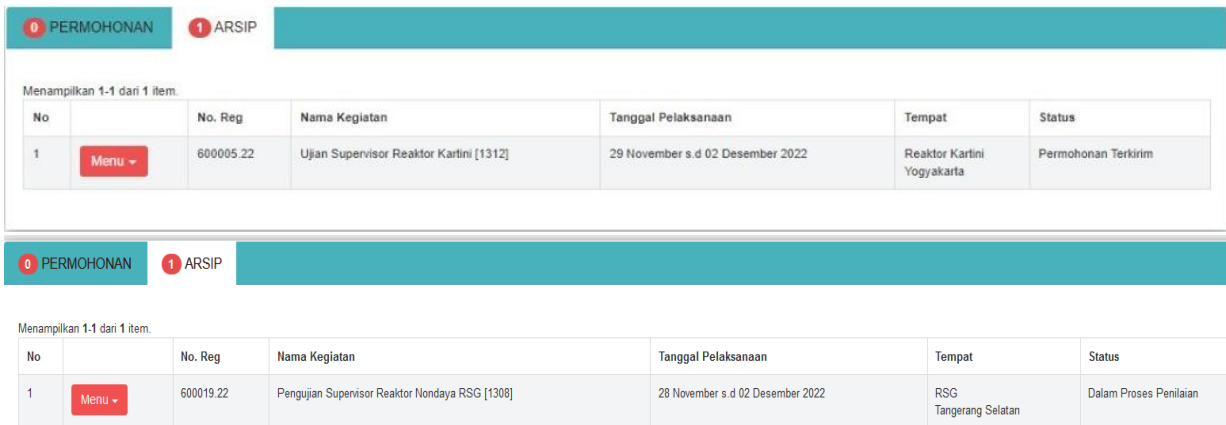 0 PERMOHONAN 1 ARSIP
Menampilkan 1-1 dari 1 item.
No No. Reg Nama Kegiatan Tanggal Pelaksanaan Tempat Status
1 Menu 600005.22 Ujian Supervisor Reaktor Kartini [1312] 29 November s.d 02 Desember 2022 Reaktor Kartini Permohonan Terkirim
Yogyakarta
0 PERMOHONAN 1 ARSIP
Menampilkan 1-1 dari 1 item.
No No. Reg Nama Kegiatan Tanggal Pelaksanaan Tempat Status
1 Menu 600019.22 Pengujian Supervisor Reaktor Nondaya RSG [1308] 28 November s.d 02 Desember 2022 RSG Dalam Proses Penilaian
Tangerang Selatan